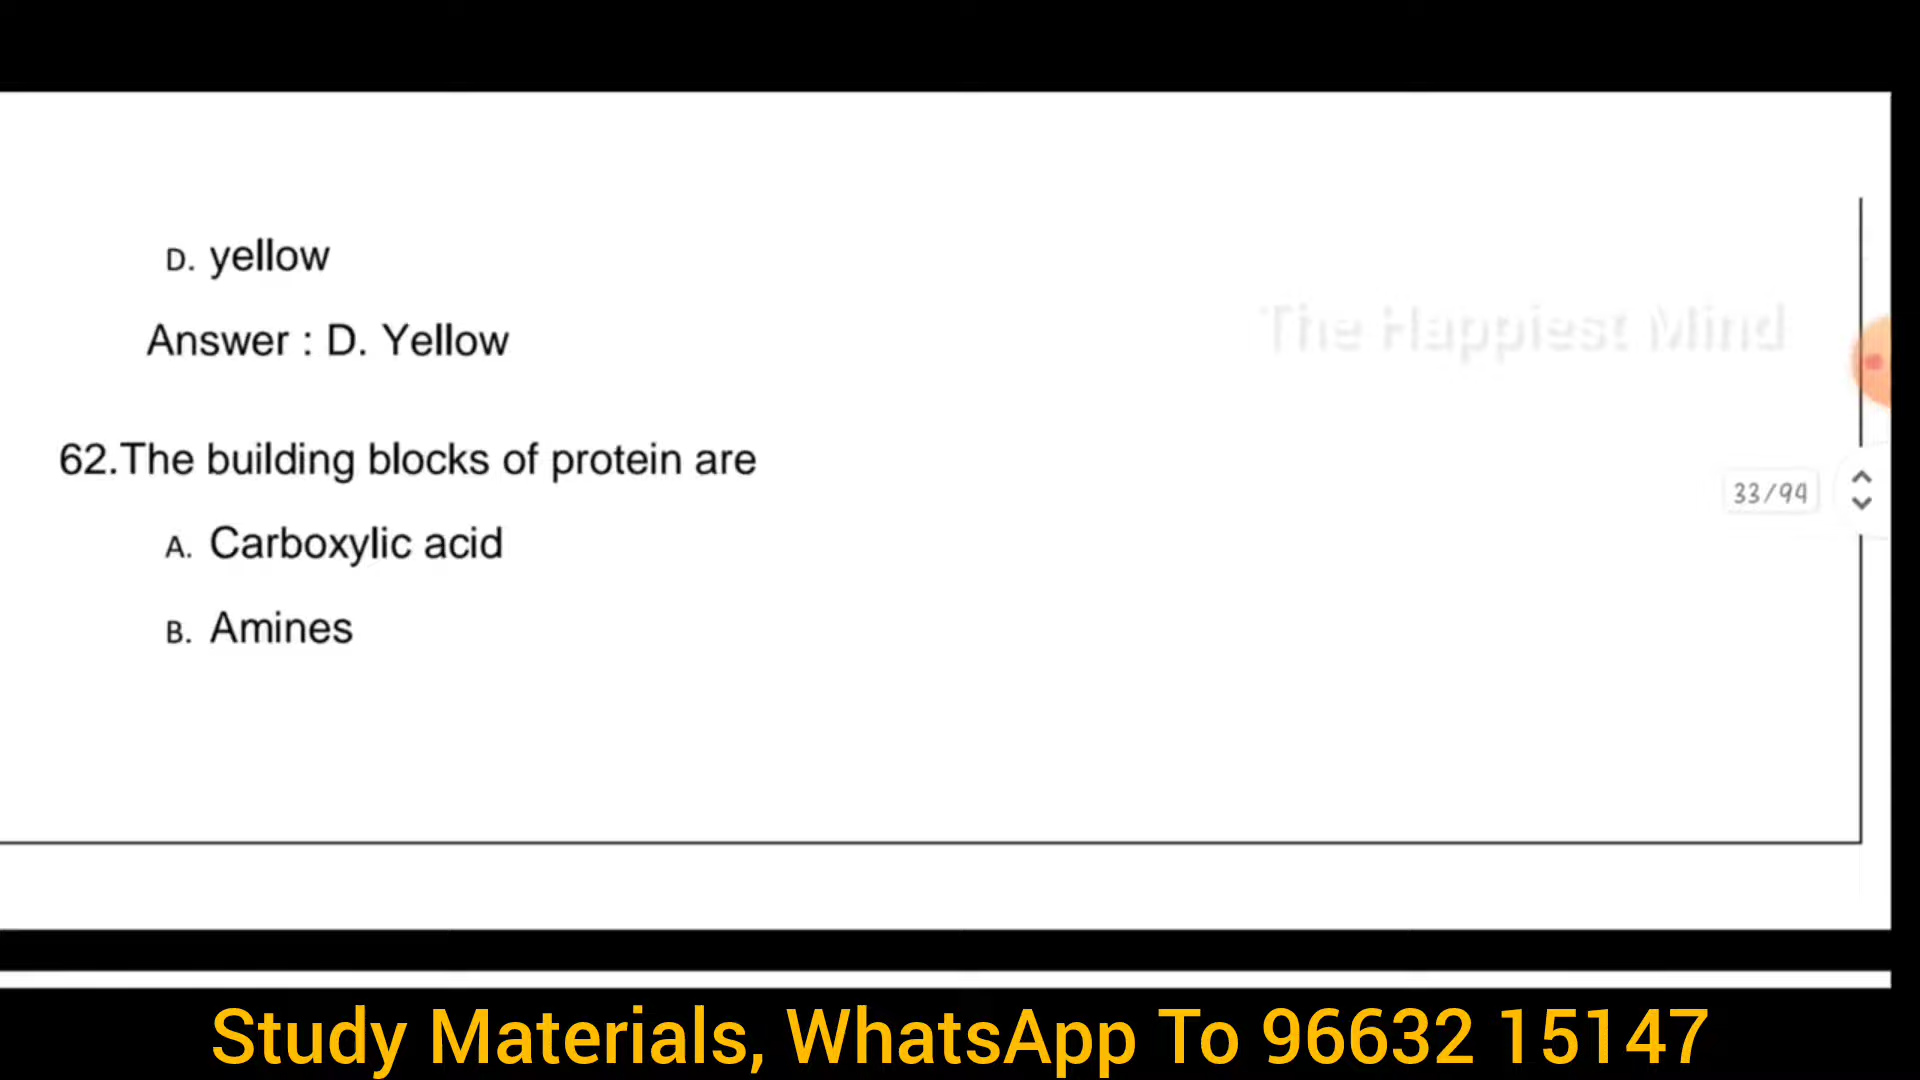 D. yellow
The Happiest Mind
Answer : D. Yellow
62.The building blocks of protein are
33/94
A. Carboxylic acid
B. Amines
Study Materials, WhatsApp To 96632 15147